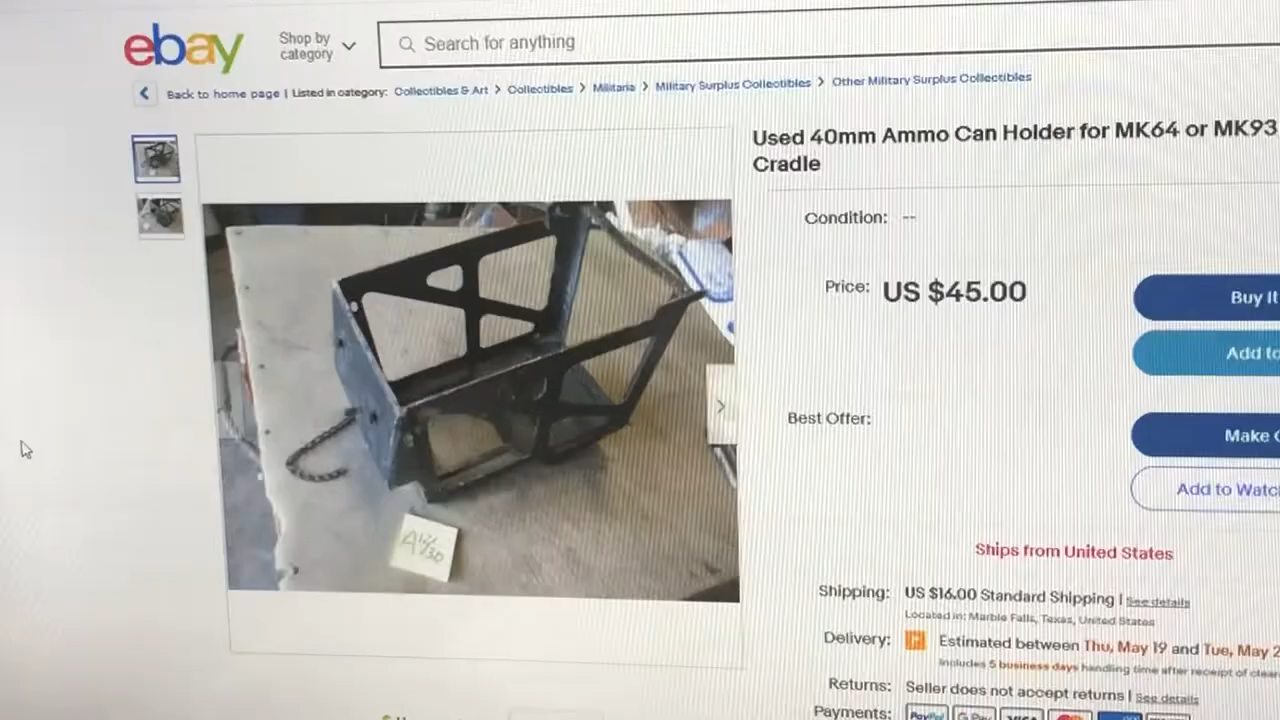 ebay
Shop by
category
Search for anything
Back to home page | Listed in category: Collectibles & Art > Collectibles > Militaria > Military Surplus Collectibles > Other Military Surplus Collectibles
Used 40mm Ammo Can Holder for MK64 or MK93
Cradle
Condition: --
Price: US $45.00
Buy It
Add to
Best Offer:
Make
Add to Watc
Ships from United States
Shipping: US $16.00 Standard Shipping | See details
Located in: Marble Falls, Texas, United States
Delivery: Estimated between Thu, May 19 and Tue, May 2
Includes 5 business days handling time after receipt of
Returns: Seller does not accept returns | See details
Payments: PayPal G Pay VISA